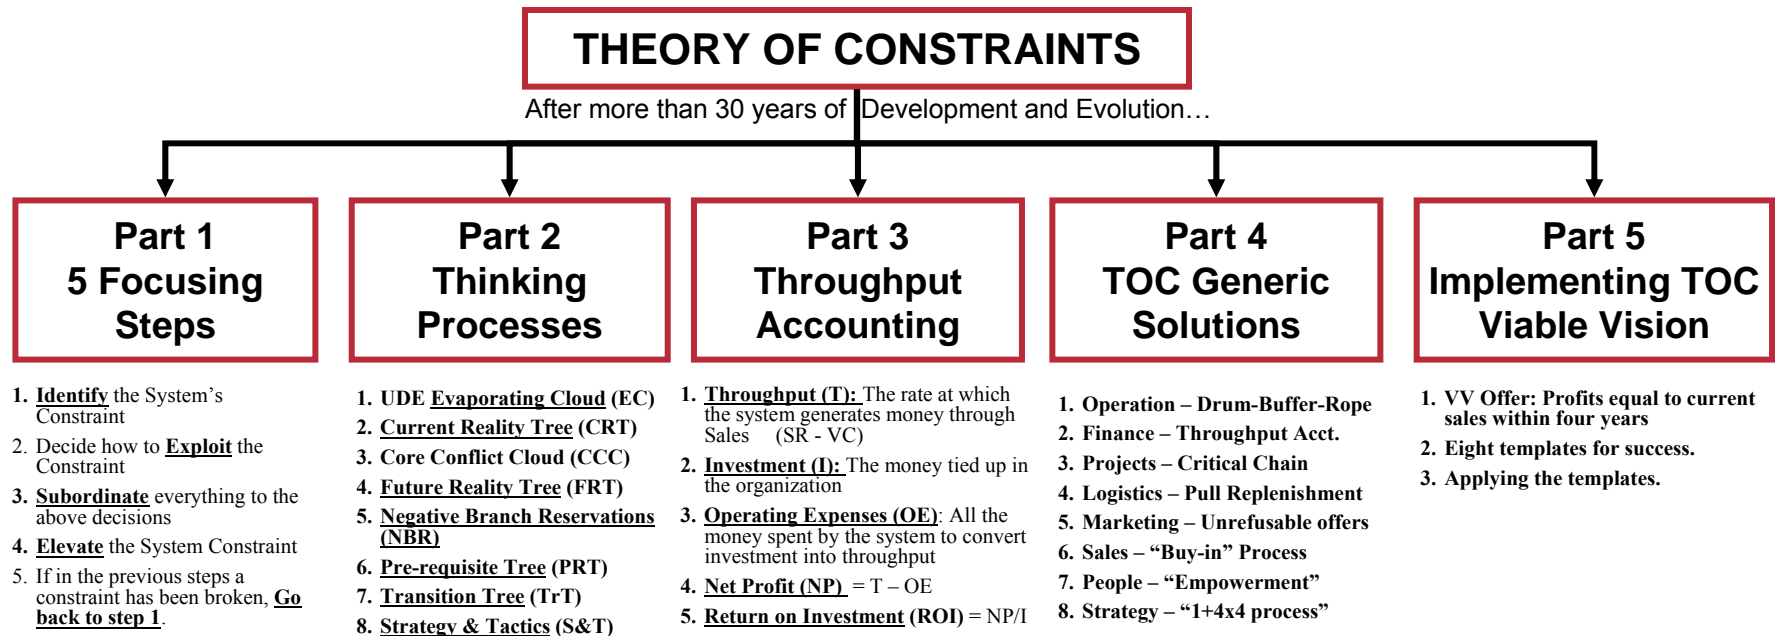 THEORY OF CONSTRAINTS
After more than 30 years of Development and Evolution…
Part 1
5 Focusing
Steps
1. Identify the System's
Constraint
2. Decide how to Exploit the
Constraint
3. Subordinate everything to the
above decisions
4. Elevate the System Constraint
5. If in the previous steps a
constraint has been broken, Go
back to step 1.
Part 2
Thinking
Processes
1. UDE Evaporating Cloud (EC)
2. Current Reality Tree (CRT)
3. Core Conflict Cloud (CCC)
4. Future Reality Tree (FRT)
5. Negative Branch Reservations
(NBR)
6. Pre-requisite Tree (PRT)
7. Transition Tree (TrT)
8. Strategy & Tactics (S&T)
Part 3
Throughput
Accounting
1. Throughput (T): The rate at which
the system generates money through
Sales (SR - VC)
2. Investment (I): The money tied up in
the organization
3. Operating Expenses (OE): All the
money spent by the system to convert
investment into throughput
4. Net Profit (NP) = T – OE
5. Return on Investment (ROI) = NP/I
Part 4
TOC Generic
Solutions
1. Operation – Drum-Buffer-Rope
2. Finance – Throughput Acct.
3. Projects – Critical Chain
4. Logistics – Pull Replenishment
5. Marketing – Unrefusable offers
6. Sales – “Buy-in” Process
7. People – “Empowerment”
8. Strategy – “1+4x4 process”
Part 5
Implementing TOC
Viable Vision
1. VV Offer: Profits equal to current
sales within four years
2. Eight templates for success.
3. Applying the templates.